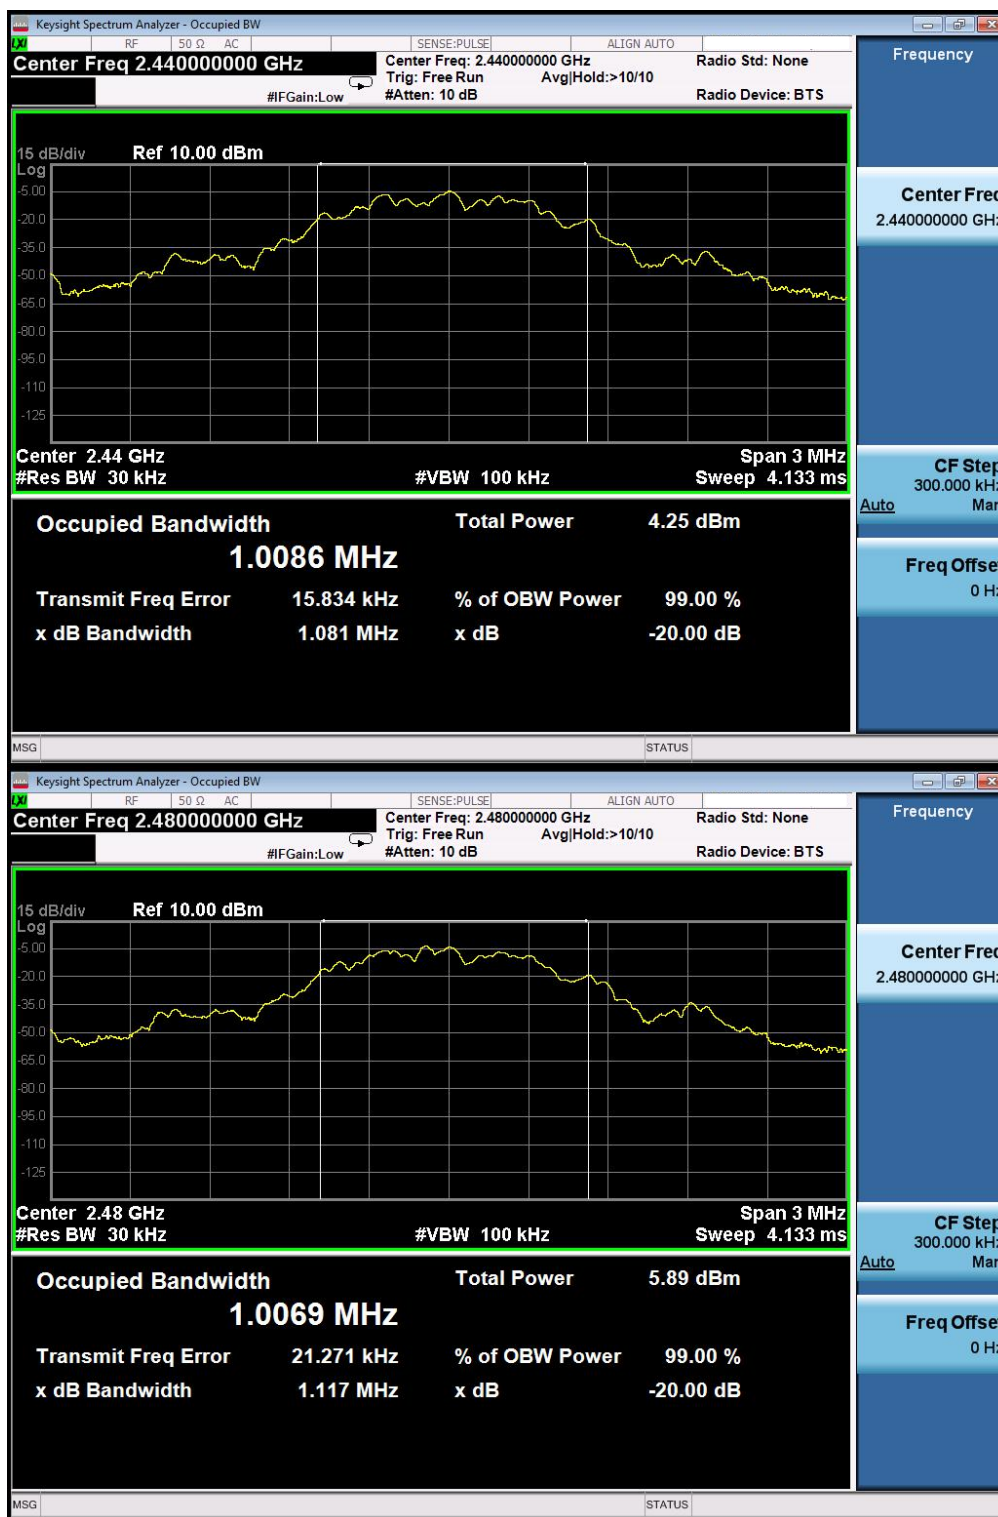 Keysight Spectrum Analyzer - Occupied BW
LXI RF 50 Ω AC SENSE:PULSE ALIGN AUTO
Center Freq 2.440000000 GHz
Center Freq: 2.440000000 GHz
Radio Std: None
Trig: Free Run Avg|Hold:>10/10
#IFGain:Low
#Atten: 10 dB
Radio Device: BTS
15 dB/div Ref 10.00 dBm
Log
-5.00
-20.0
-35.0
-50.0
-65.0
-80.0
-95.0
-110
-125
Center 2.44 GHz Span 3 MHz
#Res BW 30 kHz #VBW 100 kHz Sweep 4.133 ms
Occupied Bandwidth Total Power 4.25 dBm
1.0086 MHz
Transmit Freq Error 15.834 kHz % of OBW Power 99.00 %
x dB Bandwidth 1.081 MHz x dB -20.00 dB
MSG STATUS
Frequency
Center Freq
2.440000000 GHz
CF Step
300.000 kHz
Auto Man
Freq Offset
0 Hz
Keysight Spectrum Analyzer - Occupied BW
LXI RF 50 Ω AC SENSE:PULSE ALIGN AUTO
Center Freq 2.480000000 GHz
Center Freq: 2.480000000 GHz
Radio Std: None
Trig: Free Run Avg|Hold:>10/10
#IFGain:Low
#Atten: 10 dB
Radio Device: BTS
15 dB/div Ref 10.00 dBm
Log
-5.00
-20.0
-35.0
-50.0
-65.0
-80.0
-95.0
-110
-125
Center 2.48 GHz Span 3 MHz
#Res BW 30 kHz #VBW 100 kHz Sweep 4.133 ms
Occupied Bandwidth Total Power 5.89 dBm
1.0069 MHz
Transmit Freq Error 21.271 kHz % of OBW Power 99.00 %
x dB Bandwidth 1.117 MHz x dB -20.00 dB
MSG STATUS
Frequency
Center Freq
2.480000000 GHz
CF Step
300.000 kHz
Auto Man
Freq Offset
0 Hz